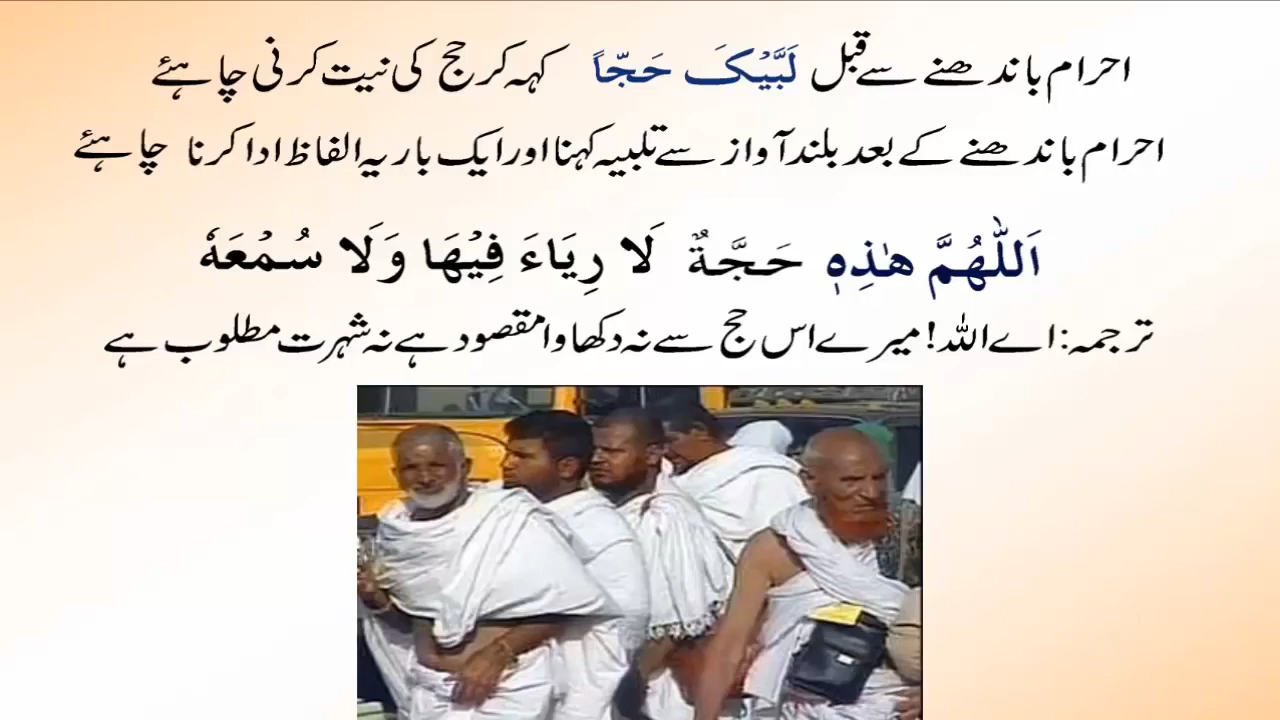 احرام باندھنے سے قبل لَبَّیْکَ حَجّاً کہہ کر حج کی نیت کرنی چاہئے
احرام باندھنے کے بعد بلند آواز سے تلبیہ کہنا اور ایک بار یہ الفاظ ادا کرنا چاہئے
اَللّٰهُمَّ هٰذِهٖ حَجَّةٌ لَا رِيَاءَ فِيْهَا وَلَا سُمْعَهٗ
ترجمہ: اے اللہ! میرے اس حج سے نہ دکھاوا مقصود ہے نہ شہرت مطلوب ہے